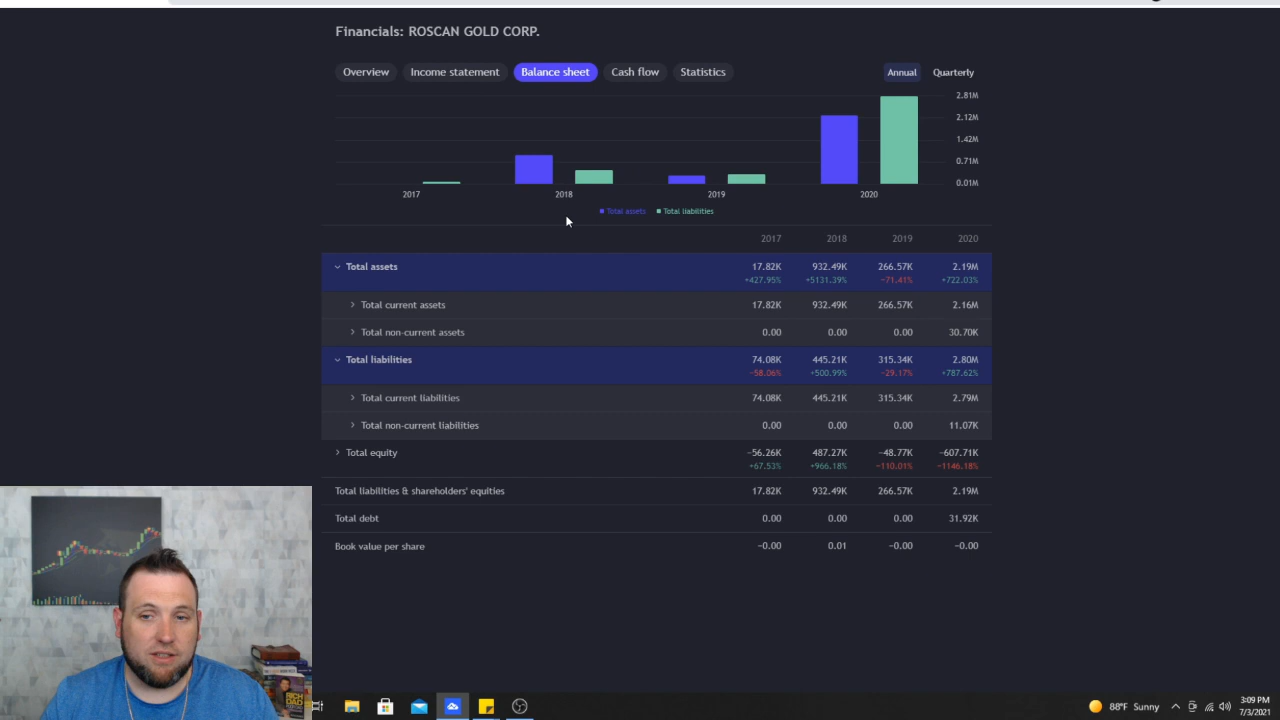 Financials: ROSCAN GOLD CORP.
Overview Income statement Balance sheet Cash flow Statistics Annual Quarterly
2.81M
2.12M
1.42M
0.71M
0.01M
2017 2018 2019 2020
Total assets Total liabilities
2017 2018 2019 2020
Total assets 17.82K 932.49K 266.57K 2.19M
+427.95% +5131.39% −71.41% +722.03%
Total current assets 17.82K 932.49K 266.57K 2.16M
Total non-current assets 0.00 0.00 0.00 30.70K
Total liabilities 74.08K 445.21K 315.34K 2.80M
−58.06% +500.99% −29.17% +787.62%
Total current liabilities 74.08K 445.21K 315.34K 2.79M
Total non-current liabilities 0.00 0.00 0.00 11.07K
Total equity −56.26K 487.27K −48.77K −607.71K
+67.53% +966.18% −110.01% −1146.18%
Total liabilities & shareholders' equities 17.82K 932.49K 266.57K 2.19M
Total debt 0.00 0.00 0.00 31.92K
Book value per share −0.00 0.01 −0.00 −0.00
RICH
DAD
88°F Sunny
3:09 PM
7/3/2021